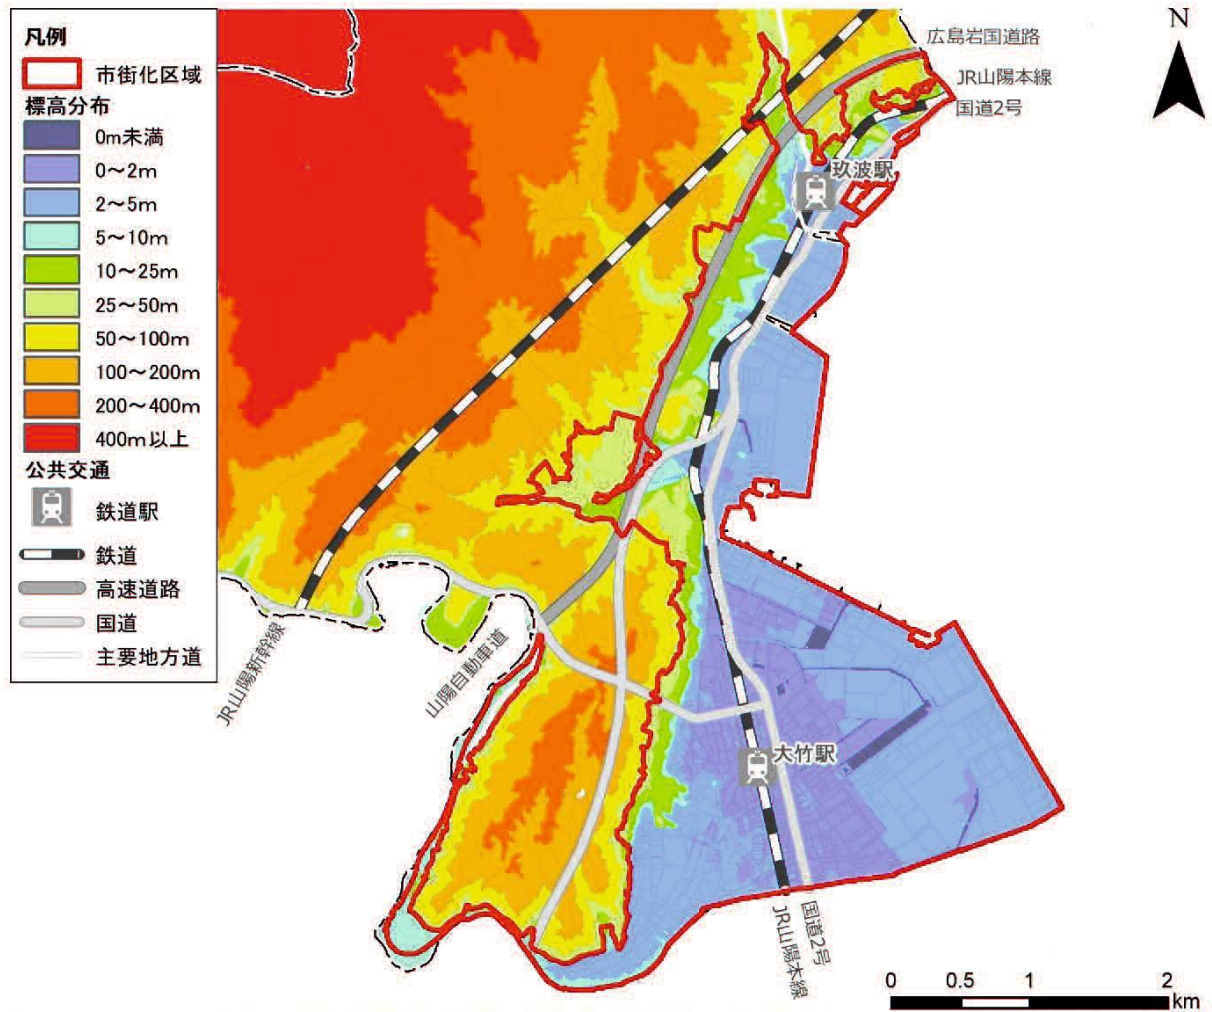 凡例
市街化区域
標高分布
0m未満
0～2m
2～5m
5～10m
10～25m
25～50m
50～100m
100～200m
200～400m
400m以上
公共交通
鉄道駅
鉄道
高速道路
国道
主要地方道
N
広島岩国道路
JR山陽本線
国道2号
玖波駅
JR山陽新幹線
山陽自動車道
大竹駅
国道2号
JR山陽本線
0 0.5 1 2
km